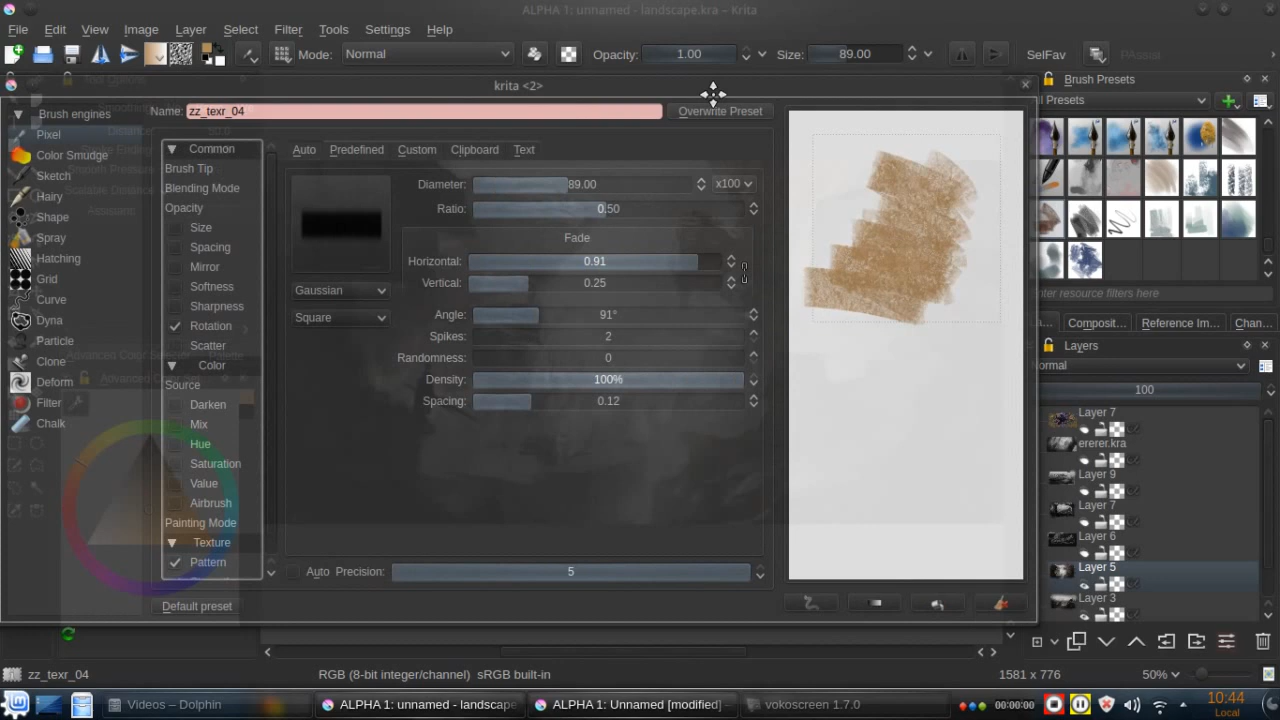 ALPHA 1: unnamed - landscape.kra – Krita
File Edit View Image Layer Select Filter Tools Settings Help
Mode: Normal Opacity: 1.00 Size: 89.00 SelFav PAssist
krita <2>
Brush Presets
Name: zz_texr_04 Overwrite Preset
l Presets
Brush engines
Pixel
Color Smudge
Sketch
Hairy
Shape
Spray
Hatching
Grid
Curve
Dyna
Particle
Clone
Deform
Filter
Chalk
Common
Brush Tip
Blending Mode
Opacity
Size
Spacing
Mirror
Softness
Sharpness
Rotation
Scatter
Color
Source
Darken
Mix
Hue
Saturation
Value
Airbrush
Painting Mode
Texture
Pattern
Default preset
Auto Predefined Custom Clipboard Text
Diameter: 89.00 x100
Ratio: 0.50
Fade
Horizontal: 0.91
Vertical: 0.25
Gaussian
Square
Angle: 91°
Spikes: 2
Randomness: 0
Density: 100%
Spacing: 0.12
Auto Precision: 5
enter resource filters here
a... Composit... Reference Im... Chan...
Layers
Normal
100
Layer 7
ererer.kra
Layer 9
Layer 7
Layer 6
Layer 5
Layer 3
zz_texr_04 RGB (8-bit integer/channel) sRGB built-in 1581 x 776 50%
Videos – Dolphin ALPHA 1: unnamed - landscape ALPHA 1: Unnamed [modified] – vokoscreen 1.7.0 00:00:00 10:44
Local